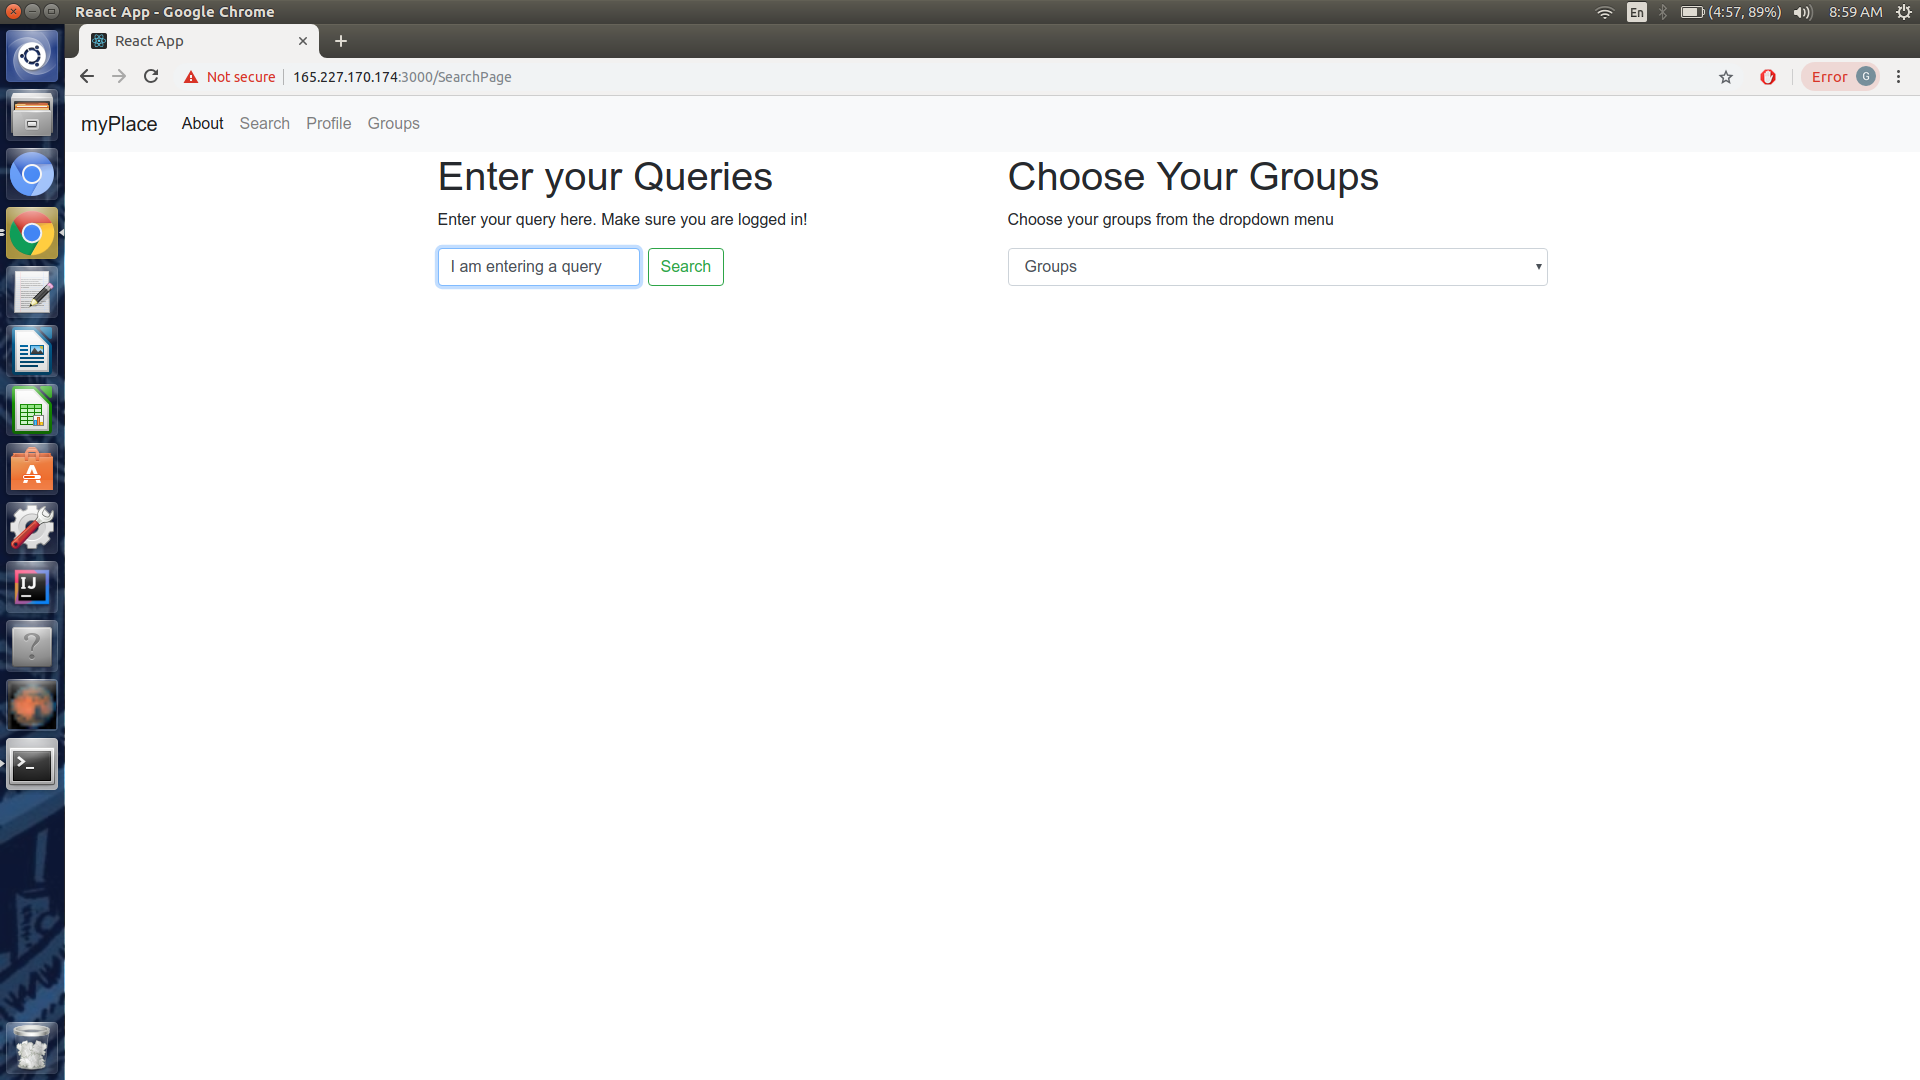 React App - Google Chrome
En (4:57, 89%) 8:59 AM
React App
Not secure 165.227.170.174:3000/SearchPage Error G
myPlace About Search Profile Groups
Enter your Queries
Enter your query here. Make sure you are logged in!
I am entering a query Search
Choose Your Groups
Choose your groups from the dropdown menu
Groups
A
IJ
?
>_